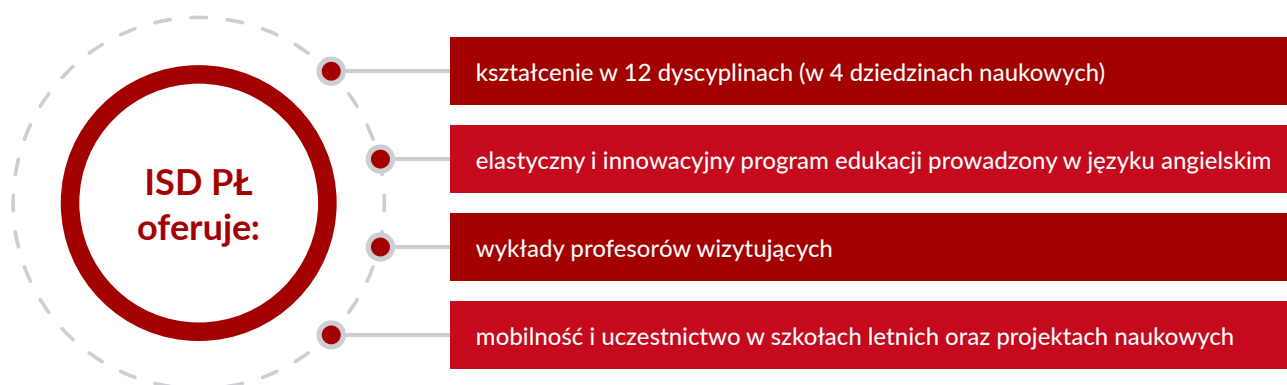 ISD PŁ
oferuje:
kształcenie w 12 dyscyplinach (w 4 dziedzinach naukowych)
elastyczny i innowacyjny program edukacji prowadzony w języku angielskim
wykłady profesorów wizytujących
mobilność i uczestnictwo w szkołach letnich oraz projektach naukowych